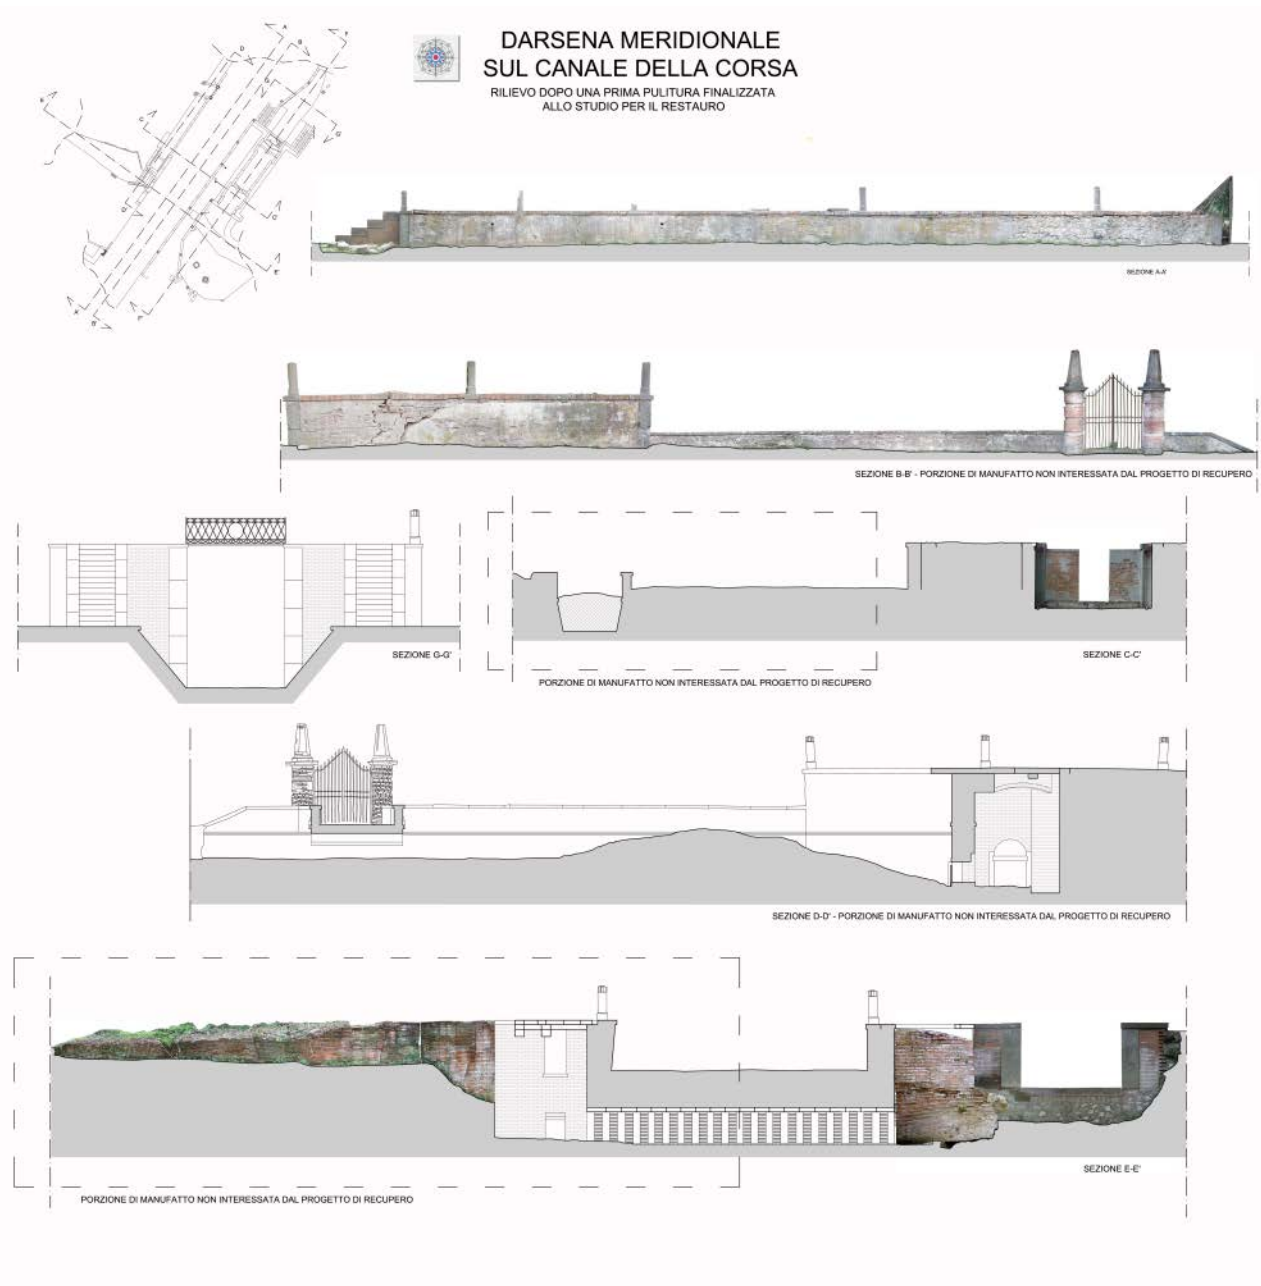 DARSENA MERIDIONALE
SUL CANALE DELLA CORSA
RILIEVO DOPO UNA PRIMA PULITURA FINALIZZATA
ALLO STUDIO PER IL RESTAURO
SEZIONE A-A'
SEZIONE B-B' - PORZIONE DI MANUFATTO NON INTERESSATA DAL PROGETTO DI RECUPERO
SEZIONE G-G'
SEZIONE C-C'
PORZIONE DI MANUFATTO NON INTERESSATA DAL PROGETTO DI RECUPERO
SEZIONE D-D' - PORZIONE DI MANUFATTO NON INTERESSATA DAL PROGETTO DI RECUPERO
SEZIONE E-E'
PORZIONE DI MANUFATTO NON INTERESSATA DAL PROGETTO DI RECUPERO